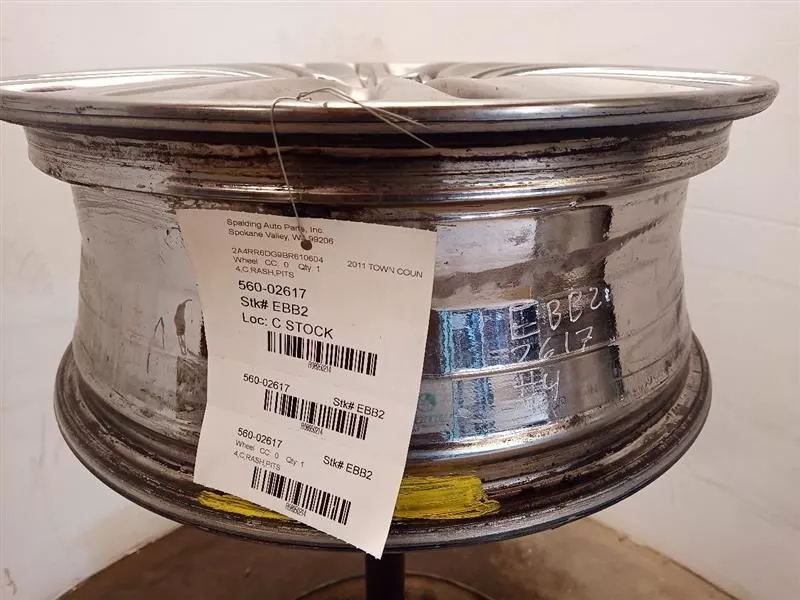 Spalding Auto Parts, Inc.
Spokane Valley, WA 99206
2A4RR6DG9BR610604
2011 TOWN COUN
Wheel CC: 0 Qty: 1
4,C,RASH,PITS
560-02617
Stk# EBB2
Loc: C STOCK
560-02617 Stk# EBB2
560-02617
Stk# EBB2
Wheel CC: 0 Qty: 1
4,C,RASH,PITS
EBB2
2617
#4